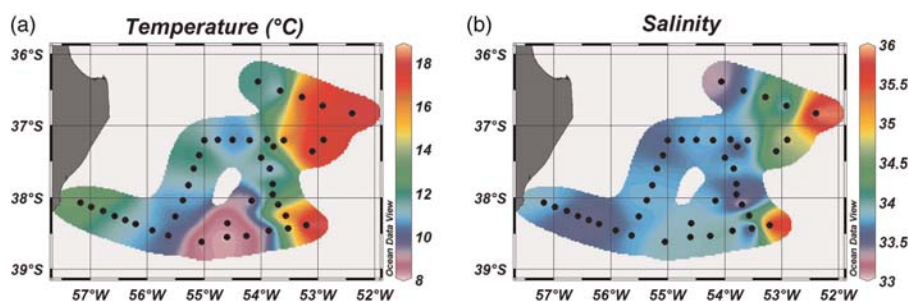 (a) Temperature (°C)
(b) Salinity
36°S
37°S
38°S
39°S
57°W 56°W 55°W 54°W 53°W 52°W
18
16
14
12
10
8
Ocean Data View
36°S
37°S
38°S
39°S
57°W 56°W 55°W 54°W 53°W 52°W
36
35.5
35
34.5
34
33.5
33
Ocean Data View